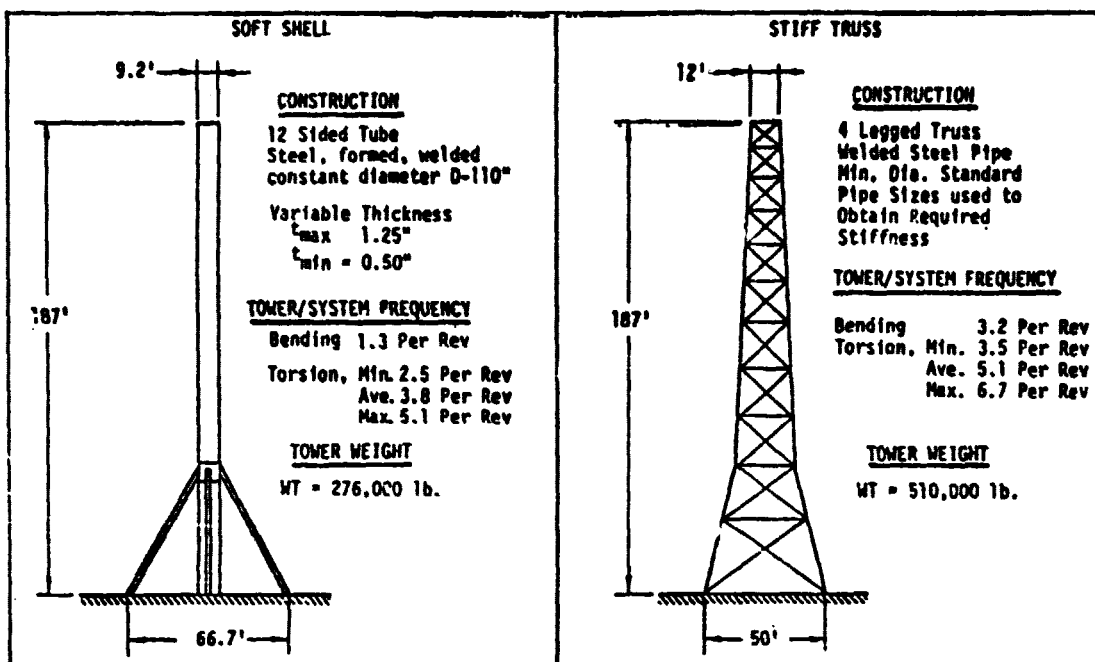 SOFT SHELL
9.2'
CONSTRUCTION
12 Sided Tube
Steel, formed, welded
constant diameter D-110"
Variable Thickness
tmax 1.25"
tmin = 0.50"
187'
TOWER/SYSTEM FREQUENCY
Bending 1.3 Per Rev
Torsion, Min. 2.5 Per Rev
Ave. 3.8 Per Rev
Max. 5.1 Per Rev
TOWER WEIGHT
WT = 276,000 lb.
66.7'
STIFF TRUSS
12'
CONSTRUCTION
4 Legged Truss
Welded Steel Pipe
Min. Dia. Standard
Pipe Sizes used to
Obtain Required
Stiffness
TOWER/SYSTEM FREQUENCY
187'
Bending 3.2 Per Rev
Torsion, Min. 3.5 Per Rev
Ave. 5.1 Per Rev
Max. 6.7 Per Rev
TOWER WEIGHT
WT = 510,000 lb.
50'